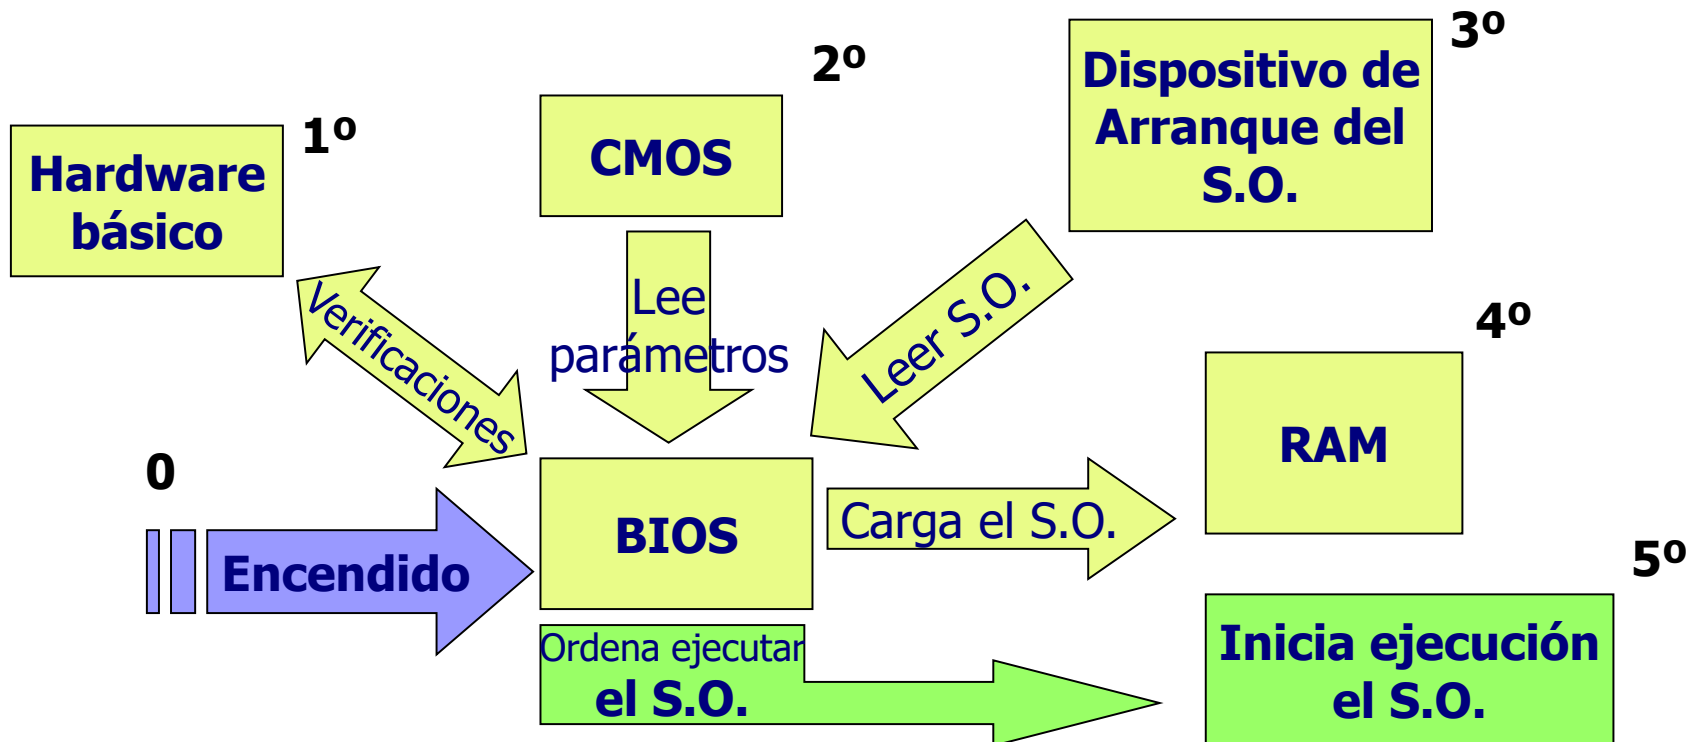 Hardware
básico
1º
CMOS
2º
Dispositivo de
Arranque del
S.O.
3º
Verificaciones
Lee
parámetros
Leer S.O.
4º
RAM
0
Encendido
BIOS
Carga el S.O.
5º
Ordena ejecutar
el S.O.
Inicia ejecución
el S.O.